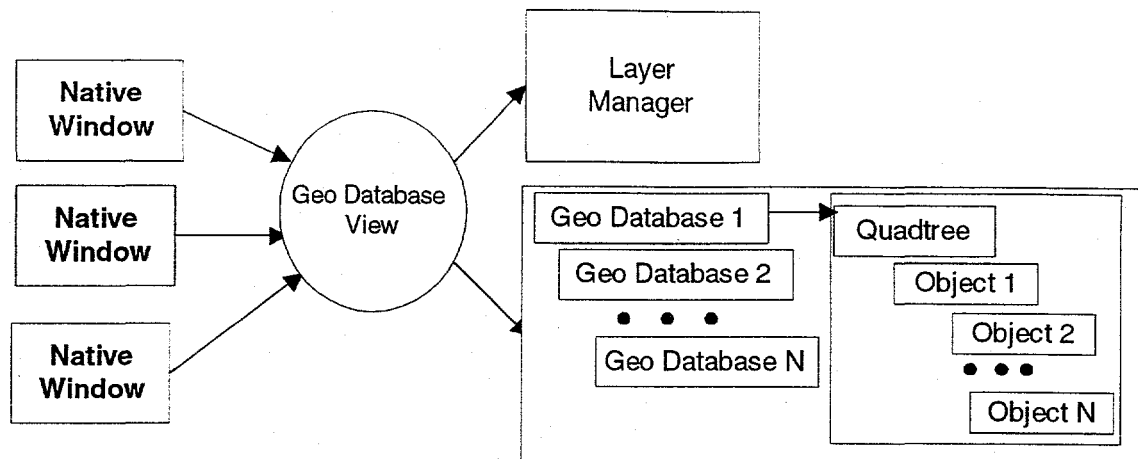 Native
Window
Native
Window
Native
Window
Geo Database
View
Layer
Manager
Geo Database 1
Geo Database 2
• • •
Geo Database N
Quadtree
Object 1
Object 2
• • •
Object N